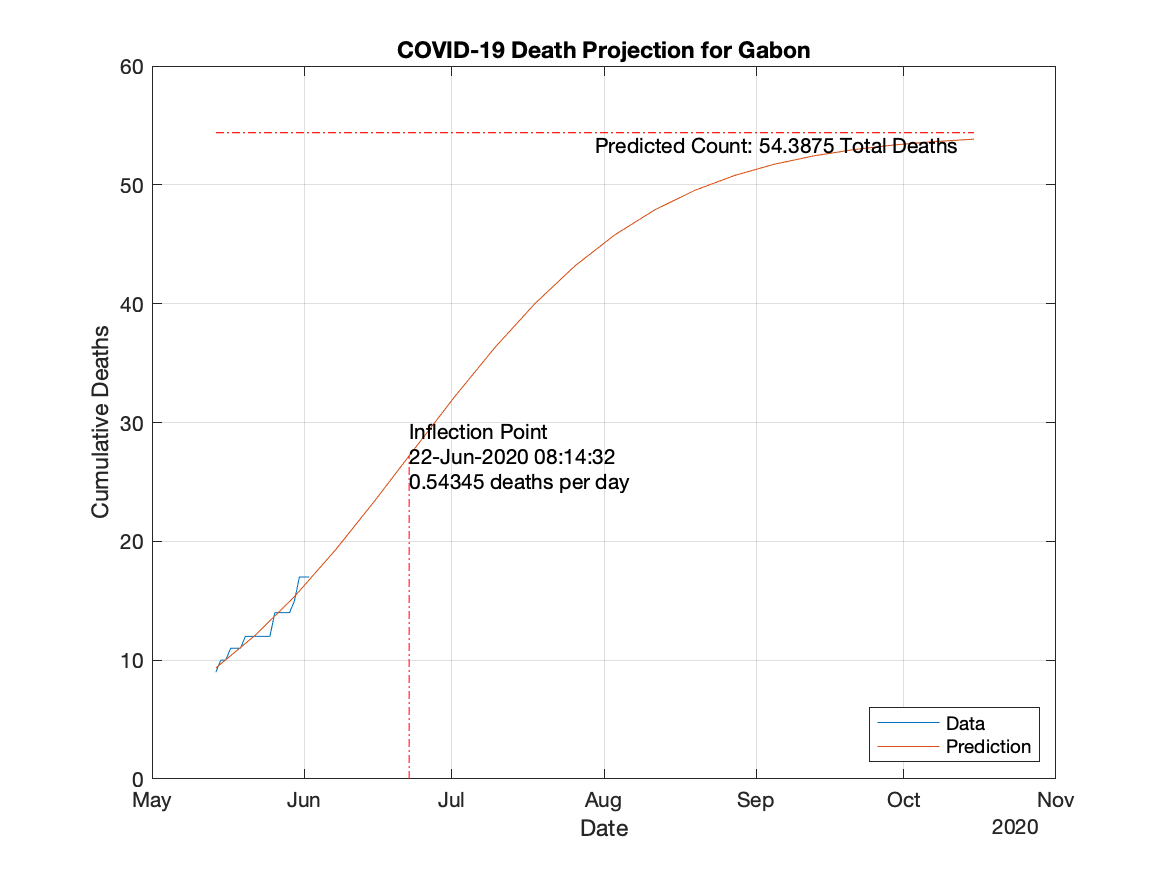 COVID-19 Death Projection for Gabon
60
50
40
30
20
10
0
Cumulative Deaths
Predicted Count: 54.3875 Total Deaths
Inflection Point
22-Jun-2020 08:14:32
0.54345 deaths per day
Data
Prediction
May Jun Jul Aug Sep Oct Nov
Date
2020